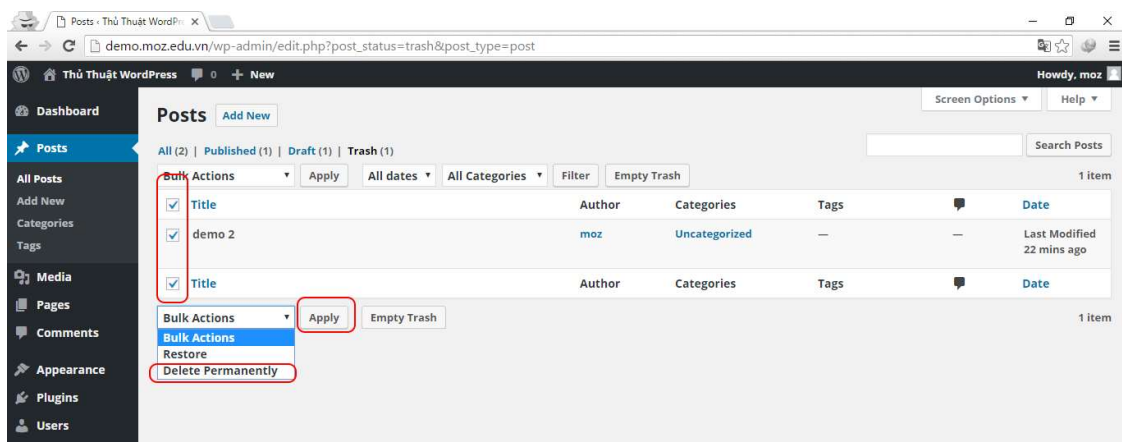 Posts ‹ Thủ Thuật WordPr
demo.moz.edu.vn/wp-admin/edit.php?post_status=trash&post_type=post
Thủ Thuật WordPress 0 + New Howdy, moz
Dashboard
Posts
All Posts
Add New
Categories
Tags
Media
Pages
Comments
Appearance
Plugins
Users
Screen Options ▼ Help ▼
Posts Add New
All (2) | Published (1) | Draft (1) | Trash (1) Search Posts
Bulk Actions ▼ Apply All dates ▼ All Categories ▼ Filter Empty Trash 1 item
Title Author Categories Tags Date
demo 2 moz Uncategorized — — Last Modified
22 mins ago
Title Author Categories Tags Date
Bulk Actions ▼ Apply Empty Trash 1 item
Bulk Actions
Restore
Delete Permanently